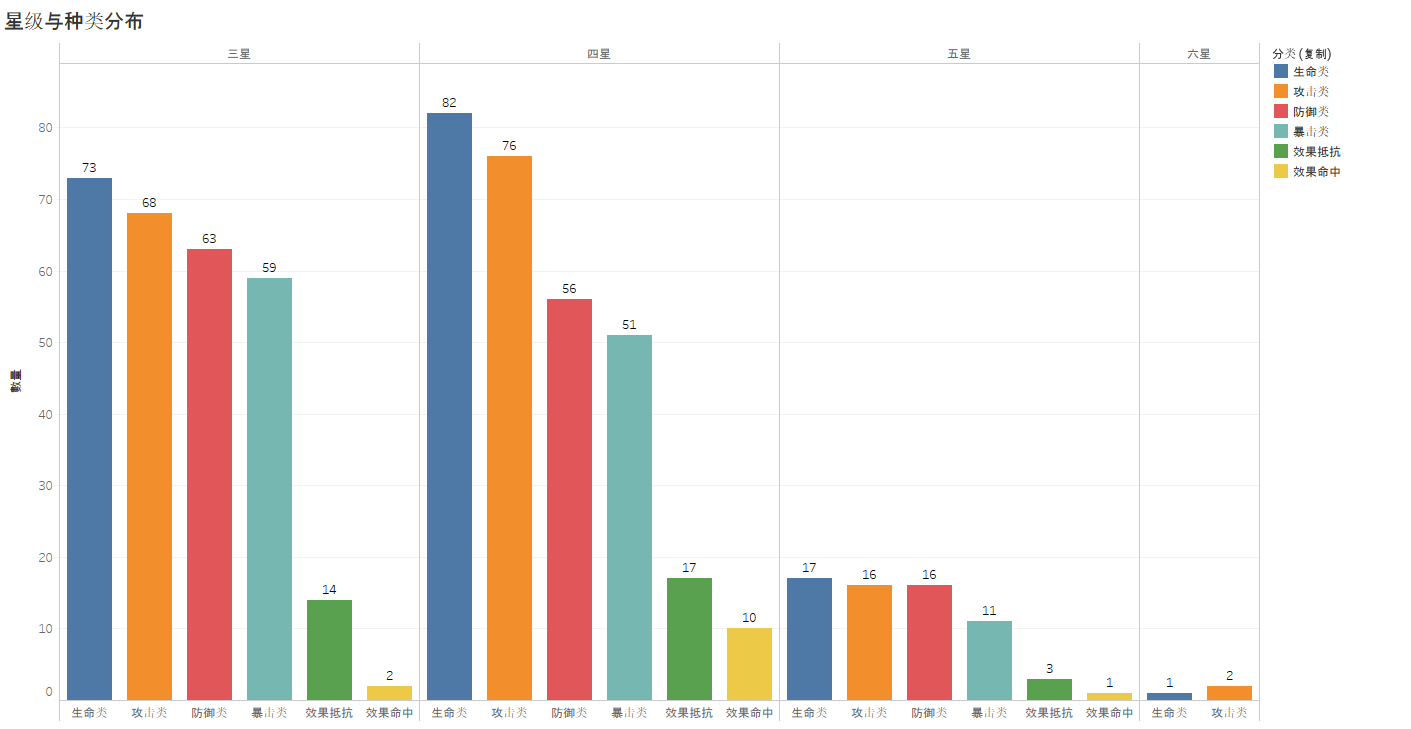 星级与种类分布
三星 四星 五星 六星
分类 (复制)
生命类
攻击类
防御类
暴击类
效果抵抗
效果命中
數量
80
70
60
50
40
30
20
10
0
73 68 63 59 14 2 82 76 56 51 17 10 17 16 16 11 3 1 1 2
生命类 攻击类 防御类 暴击类 效果抵抗 效果命中 生命类 攻击类 防御类 暴击类 效果抵抗 效果命中 生命类 攻击类 防御类 暴击类 效果抵抗 效果命中 生命类 攻击类